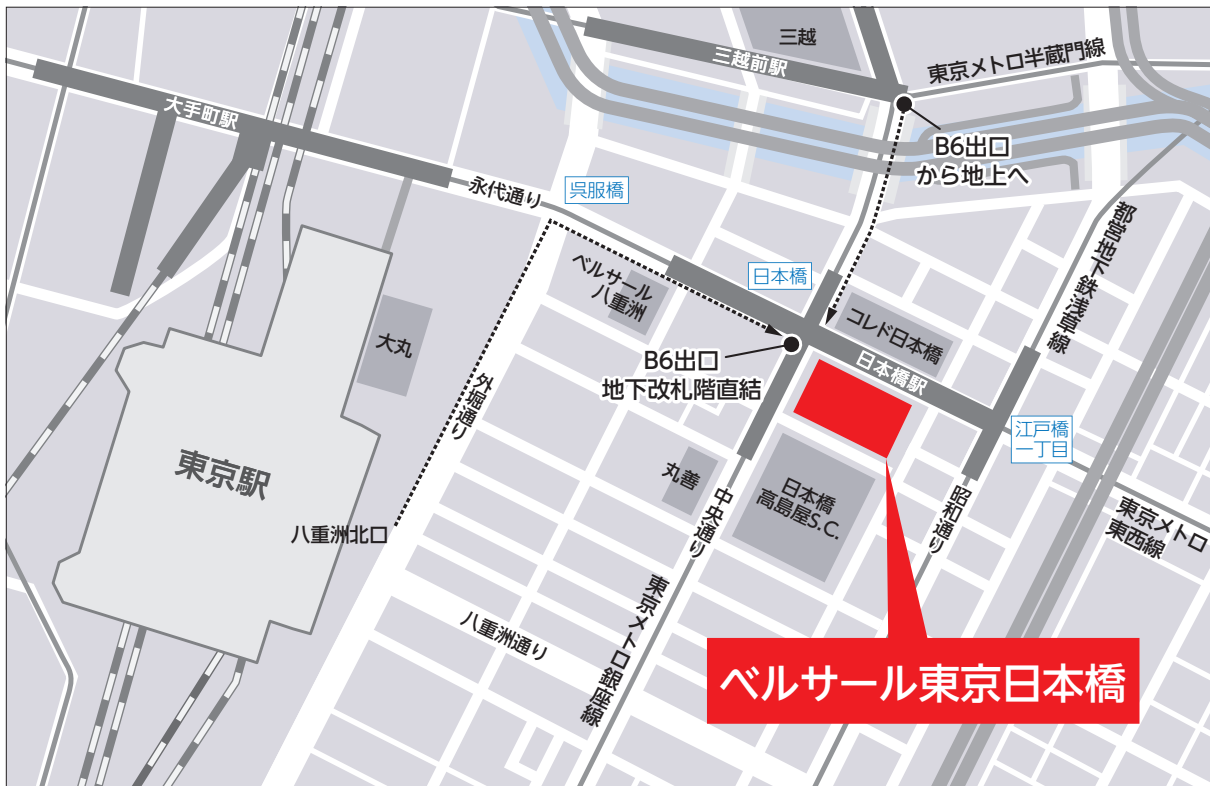 三越
三越前駅
東京メトロ半蔵門線
大手町駅
B6出口
から地上へ
永代通り
呉服橋
都営地下鉄浅草線
日本橋
ベルサール
八重洲
コレド日本橋
大丸
B6出口
地下改札階直結
日本橋駅
外堀通り
江戸橋
一丁目
東京駅
丸善
中央通り
日本橋
高島屋S.C.
昭和通り
東京メトロ
東西線
八重洲北口
東京メトロ銀座線
八重洲通り
ベルサール東京日本橋